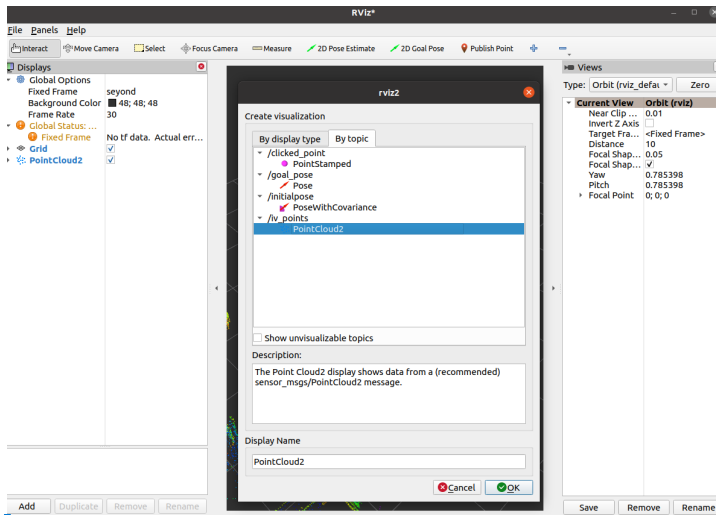 RViz*
File Panels Help
Interact Move Camera Select Focus Camera Measure 2D Pose Estimate 2D Goal Pose Publish Point
Displays
Global Options
Fixed Frame seyond
Background Color 48; 48; 48
Frame Rate 30
Global Status: ...
Fixed Frame No tf data. Actual err...
Grid
PointCloud2
Add Duplicate Remove Rename
rviz2
Create visualization
By display type By topic
/clicked_point
PointStamped
/goal_pose
Pose
/initialpose
PoseWithCovariance
/iv_points
PointCloud2
Show unvisualizable topics
Description:
The Point Cloud2 display shows data from a (recommended)
sensor_msgs/PointCloud2 message.
Display Name
PointCloud2
Cancel OK
Views
Type: Orbit (rviz_defau Zero
Current View Orbit (rviz)
Near Clip ... 0.01
Invert Z Axis
Target Fra... <Fixed Frame>
Distance 10
Focal Shap... 0.05
Focal Shap...
Yaw 0.785398
Pitch 0.785398
Focal Point 0; 0; 0
Save Remove Rename